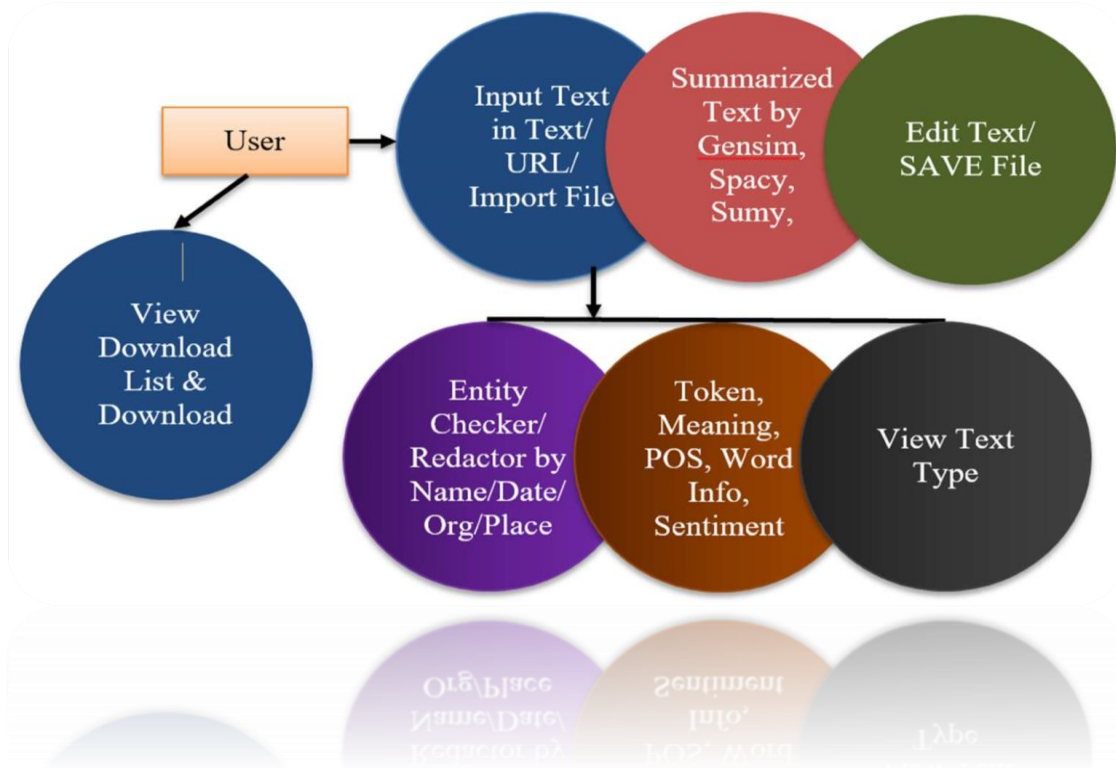 User
Input Text
in Text/
URL/
Import File
Summarized
Text by
Gensim,
Spacy,
Sumy,
Edit Text/
SAVE File
View
Download
List &
Download
Entity
Checker/
Redactor by
Name/Date/
Org/Place
Token,
Meaning,
POS, Word
Info,
Sentiment
View Text
Type